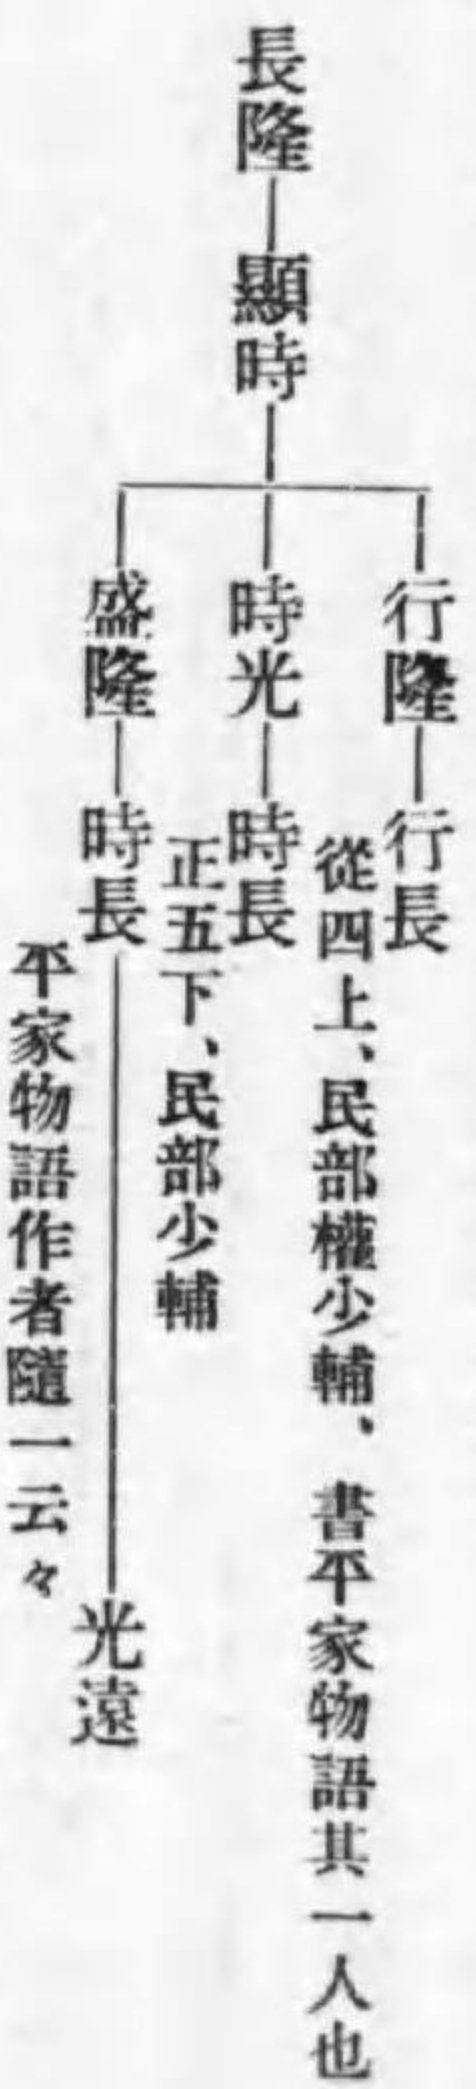 長隆―顯時
行隆―行長
從四上、民部權少輔、書平家物語其一人也
時光―時長
正五下、民部少輔
盛隆―時長―光遠
平家物語作者隨一云々